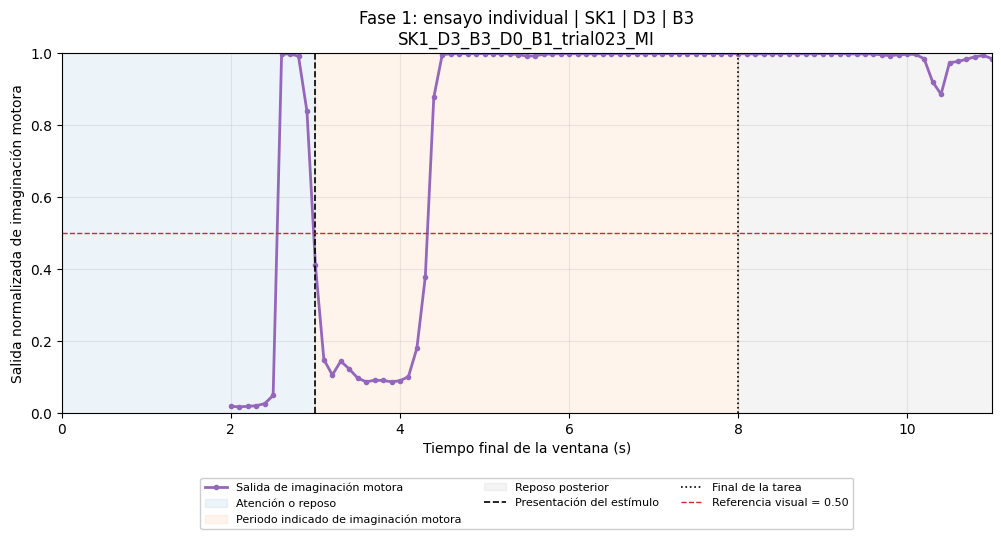 Fase 1: ensayo individual | SK1 | D3 | B3
SK1_D3_B3_D0_B1_trial023_MI
Salida normalizada de imaginación motora
1.0
0.8
0.6
0.4
0.2
0.0
0
2
4
6
8
10
Tiempo final de la ventana (s)
Salida de imaginación motora
Atención o reposo
Periodo indicado de imaginación motora
Reposo posterior
Presentación del estímulo
Final de la tarea
Referencia visual = 0.50